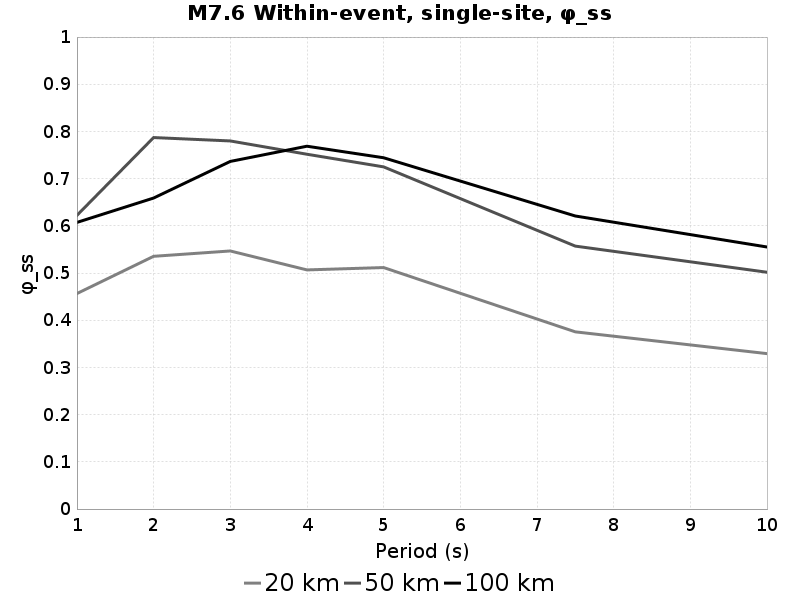 M7.6 Within-event, single-site, φ_ss
1
0.9
0.8
0.7
0.6
0.5
0.4
0.3
0.2
0.1
0
φ_ss
1 2 3 4 5 6 7 8 9 10
Period (s)
20 km 50 km 100 km